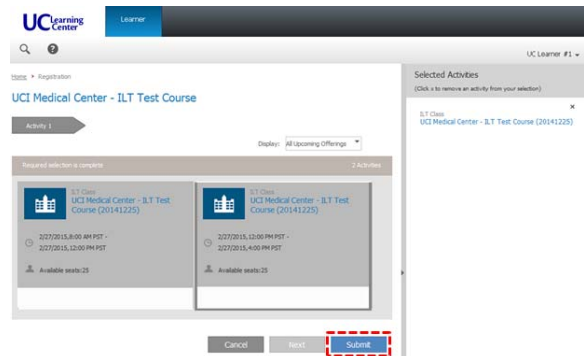 UC Learning Center
Learner
UC Learner #1
Home > Registration
UCI Medical Center - ILT Test Course
Activity 1
Display: All Upcoming Offerings
Required selection is complete
2 Activities
ILT Class
UCI Medical Center - ILT Test
Course (20141225)
2/27/2015, 8:00 AM PST -
2/27/2015, 12:00 PM PST
Available seats: 25
ILT Class
UCI Medical Center - ILT Test
Course (20141225)
2/27/2015, 12:00 PM PST -
2/27/2015, 4:00 PM PST
Available seats: 25
Cancel
Next
Submit
Selected Activities
(Click x to remove an activity from your selection)
x
ILT Class
UCI Medical Center - ILT Test Course (20141225)